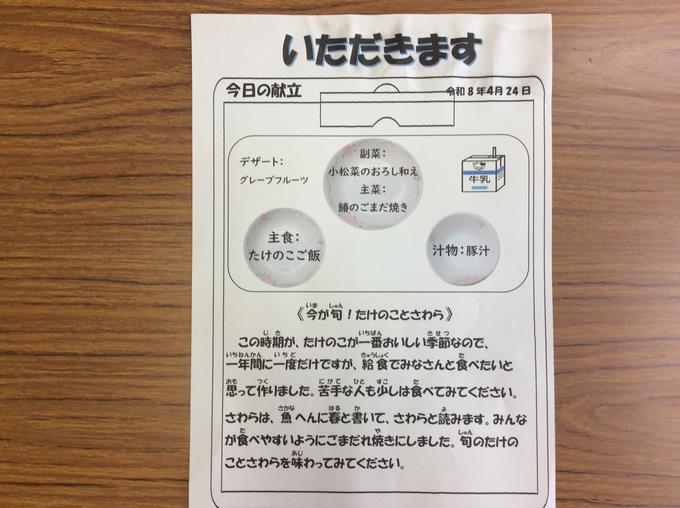 いただきます
今日の献立
令和8年4月24日
デザート:
グレープフルーツ
副菜:
小松菜のおろし和え
主菜:
鰆のごまだ焼き
牛乳
主食:
たけのこご飯
汁物:豚汁
《今が旬!たけのことさわら》
この時期が、たけのこが一番おいしい季節なので、
一年間に一度だけですが、給食でみなさんと食べたいと
思って作りました。苦手な人も少しは食べてみてください。
さわらは、魚へんに春と書いて、さわらと読みます。みんな
が食べやすいようにごまだれ焼きにしました。旬のたけの
ことさわらを味わってみてください。